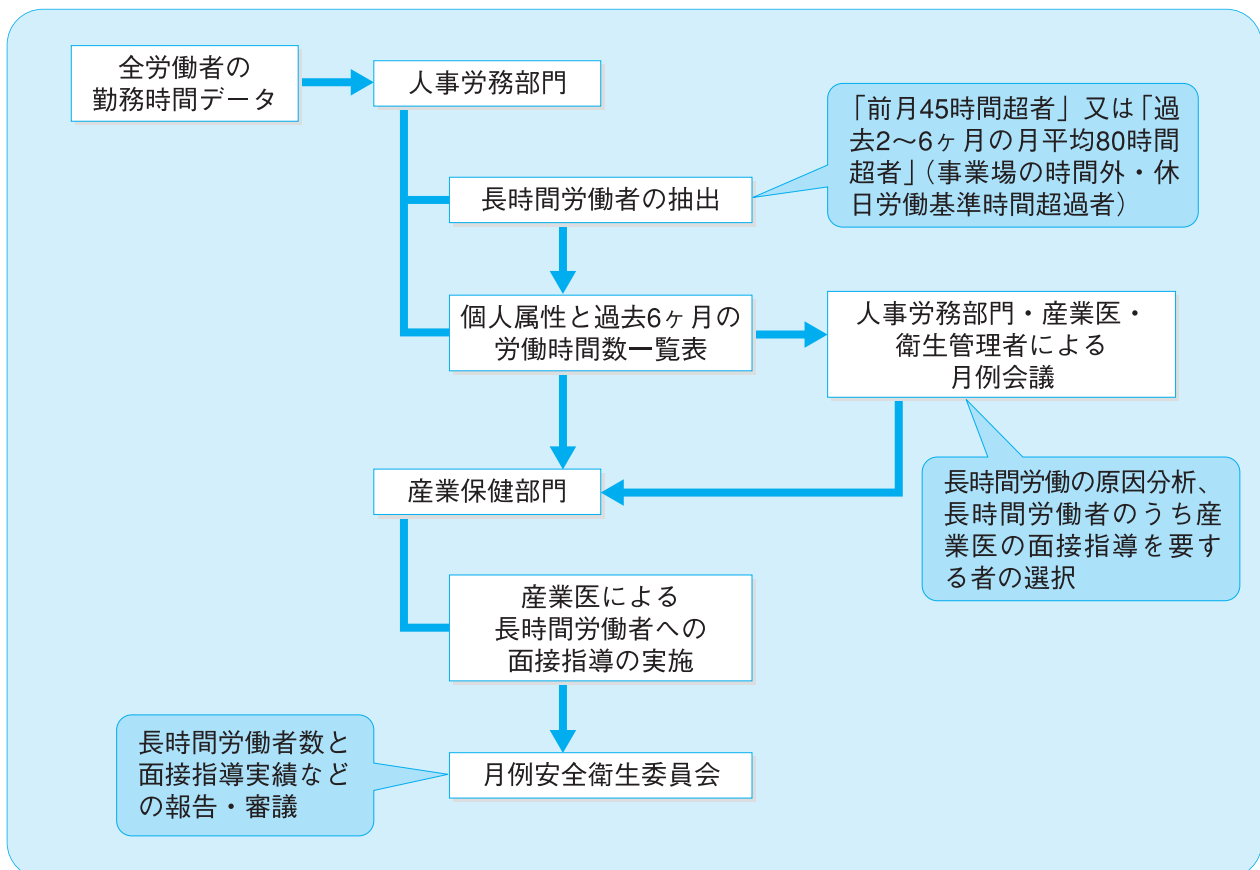 全労働者の
勤務時間データ
人事労務部門
「前月45時間超者」又は「過
去2〜6ヶ月の月平均80時間
超者」（事業場の時間外・休
日労働基準時間超過者）
長時間労働者の抽出
個人属性と過去6ヶ月の
労働時間数一覧表
人事労務部門・産業医・
衛生管理者による
月例会議
長時間労働の原因分析、
長時間労働者のうち産
業医の面接指導を要す
る者の選択
産業保健部門
産業医による
長時間労働者への
面接指導の実施
長時間労働者数と
面接指導実績など
の報告・審議
月例安全衛生委員会